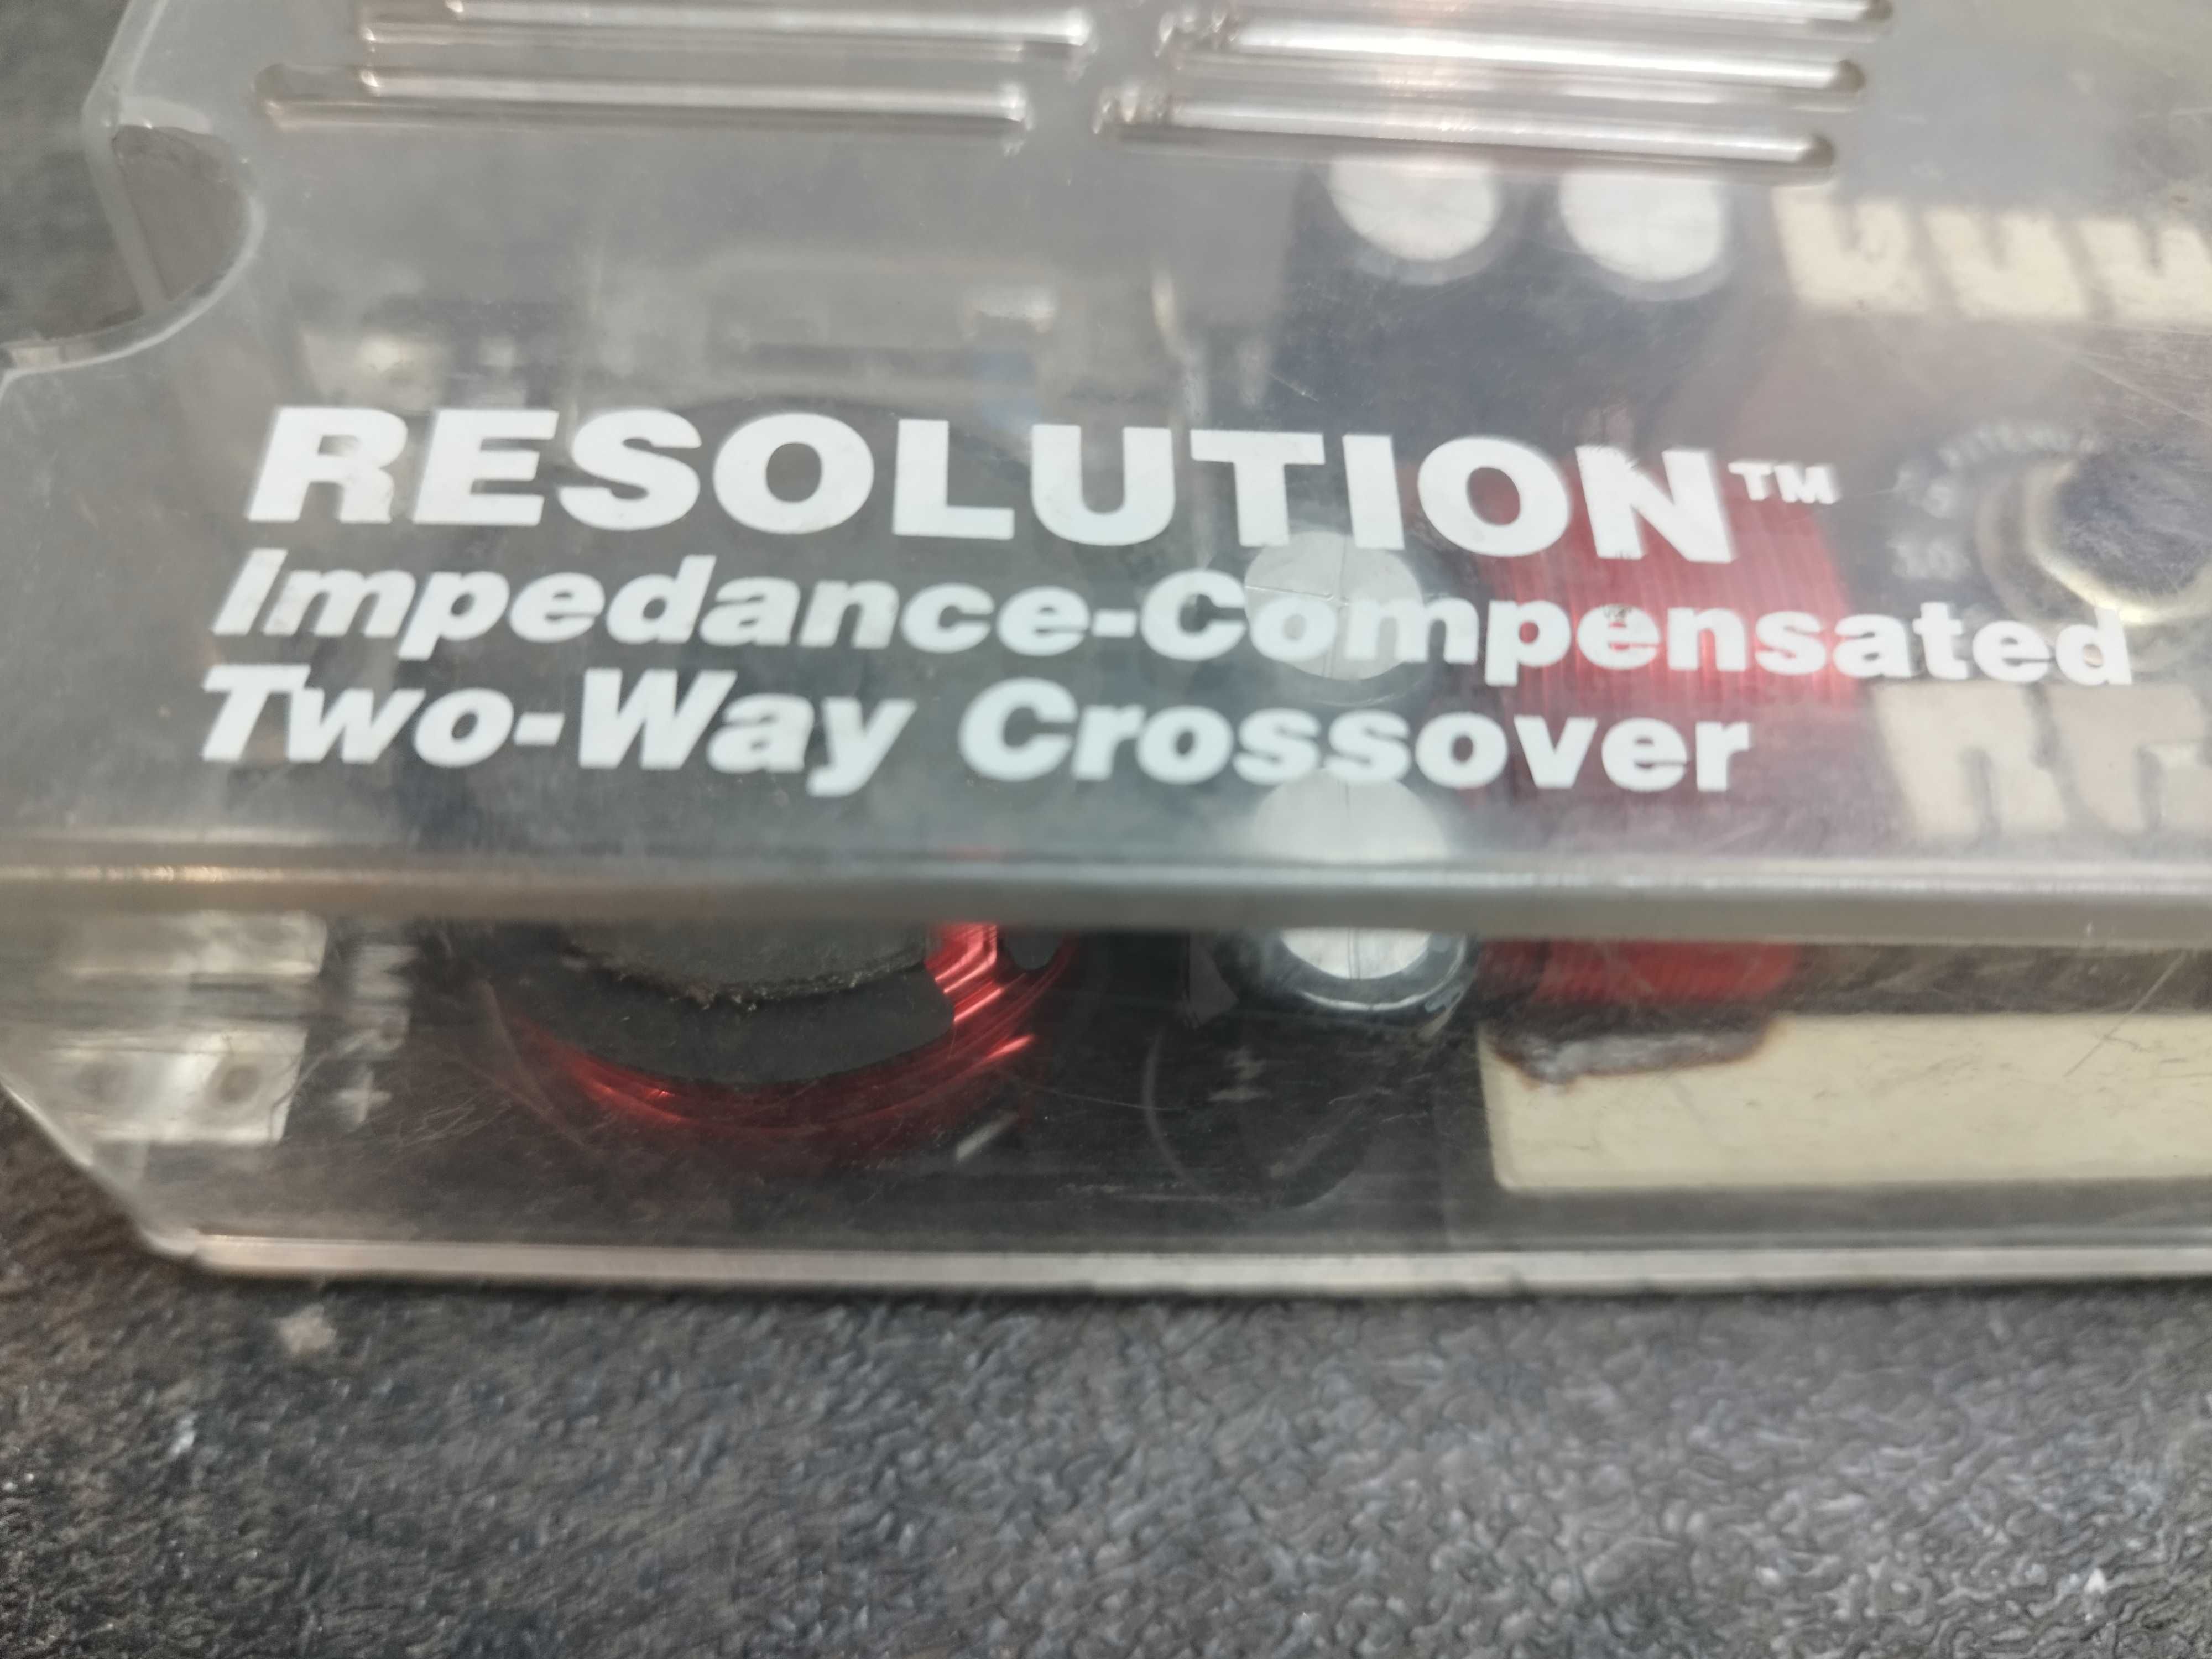 RESOLUTION™
Impedance-Compensated
Two-Way Crossover